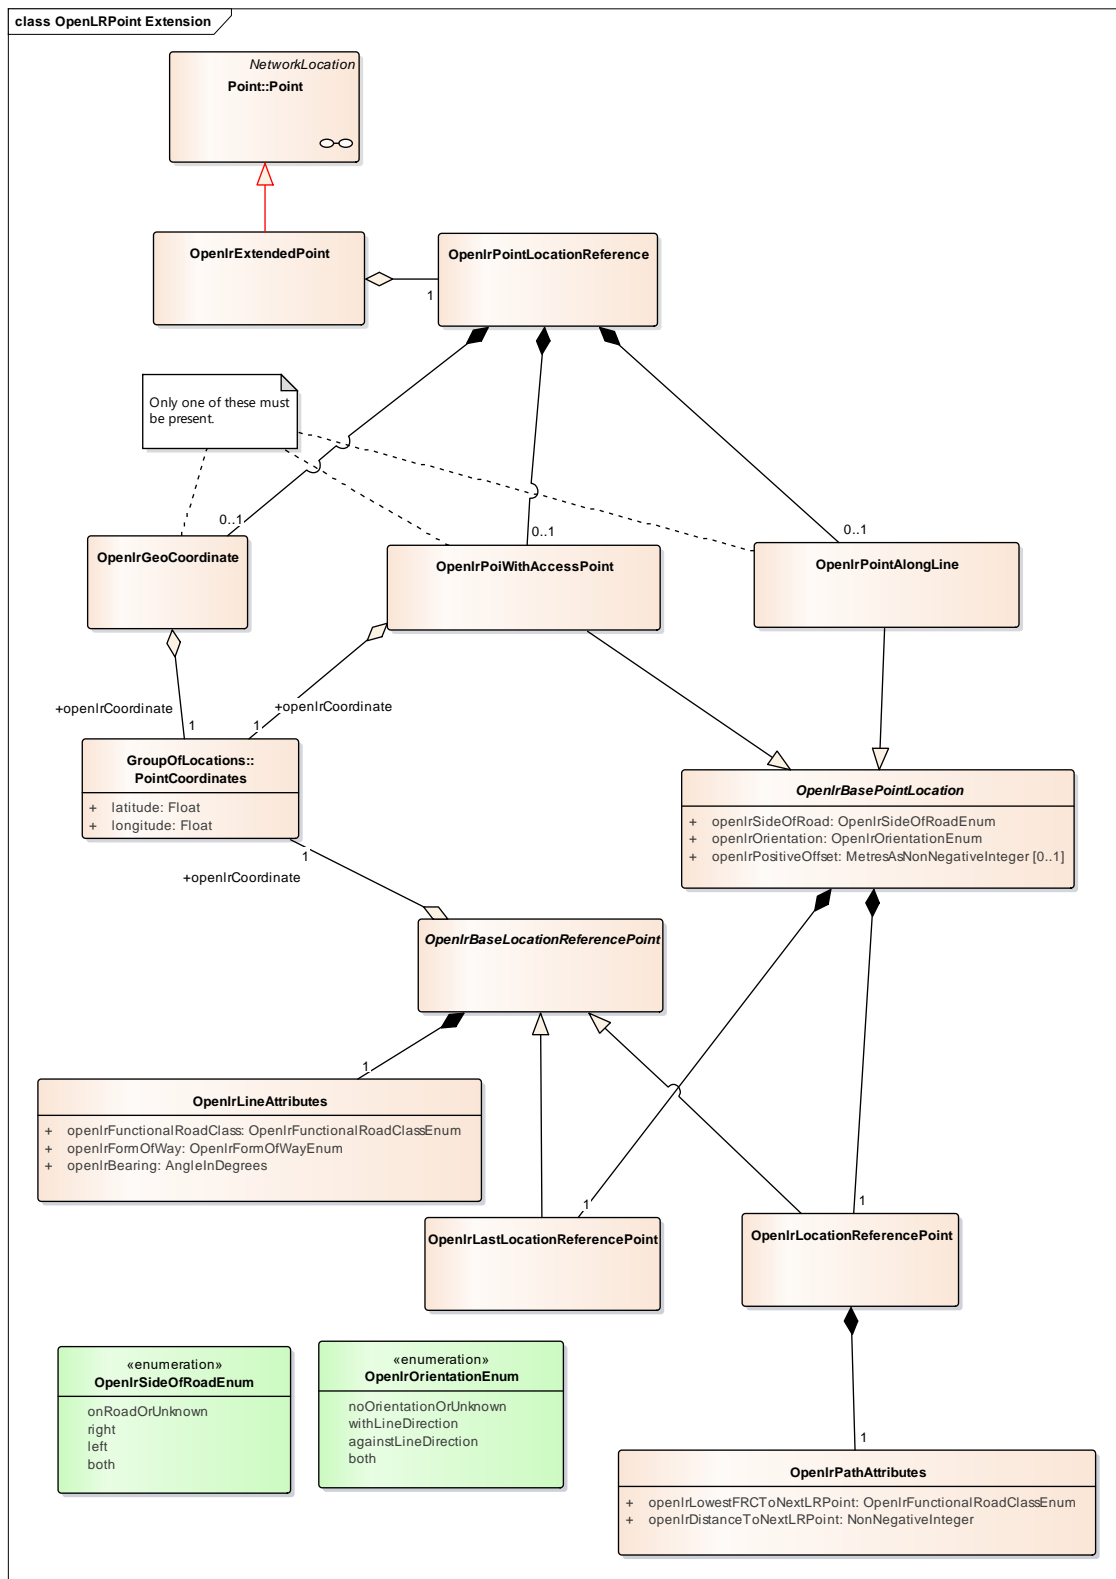 class OpenLRPoint Extension
NetworkLocation
Point::Point
OpenlrExtendedPoint
OpenlrPointLocationReference
1
Only one of these must
be present.
0..1
0..1
0..1
OpenlrGeoCoordinate
OpenlrPoiWithAccessPoint
OpenlrPointAlongLine
+openlrCoordinate
1
+openlrCoordinate
1
GroupOfLocations::
PointCoordinates
+ latitude: Float
+ longitude: Float
OpenlrBasePointLocation
+ openlrSideOfRoad: OpenlrSideOfRoadEnum
+ openlrOrientation: OpenlrOrientationEnum
+ openlrPositiveOffset: MetresAsNonNegativeInteger [0..1]
1
+openlrCoordinate
OpenlrBaseLocationReferencePoint
1
OpenlrLineAttributes
+ openlrFunctionalRoadClass: OpenlrFunctionalRoadClassEnum
+ openlrFormOfWay: OpenlrFormOfWayEnum
+ openlrBearing: AngleInDegrees
1
1
OpenlrLastLocationReferencePoint
OpenlrLocationReferencePoint
«enumeration»
OpenlrSideOfRoadEnum
onRoadOrUnknown
right
left
both
«enumeration»
OpenlrOrientationEnum
noOrientationOrUnknown
withLineDirection
againstLineDirection
both
1
OpenlrPathAttributes
+ openlrLowestFRCToNextLRPoint: OpenlrFunctionalRoadClassEnum
+ openlrDistanceToNextLRPoint: NonNegativeInteger